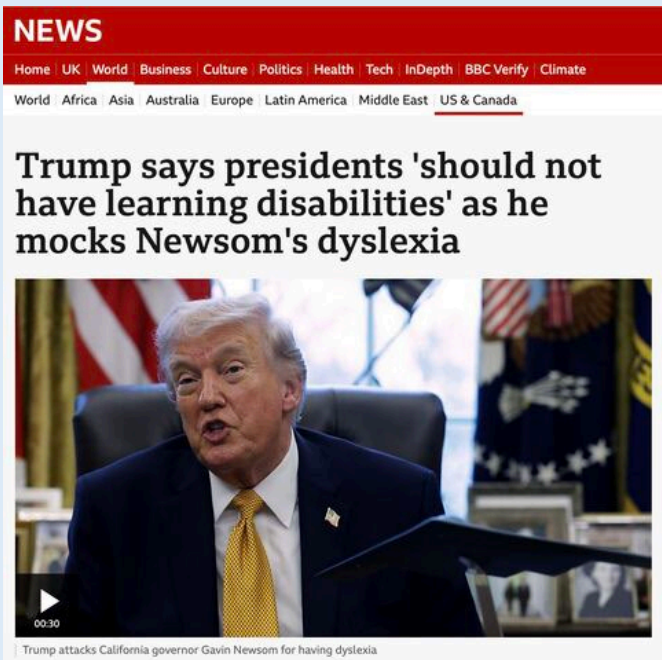 NEWS
Home UK World Business Culture Politics Health Tech InDepth BBC Verify Climate
World Africa Asia Australia Europe Latin America Middle East US & Canada
Trump says presidents 'should not
have learning disabilities' as he
mocks Newsom's dyslexia
00:30
Trump attacks California governor Gavin Newsom for having dyslexia